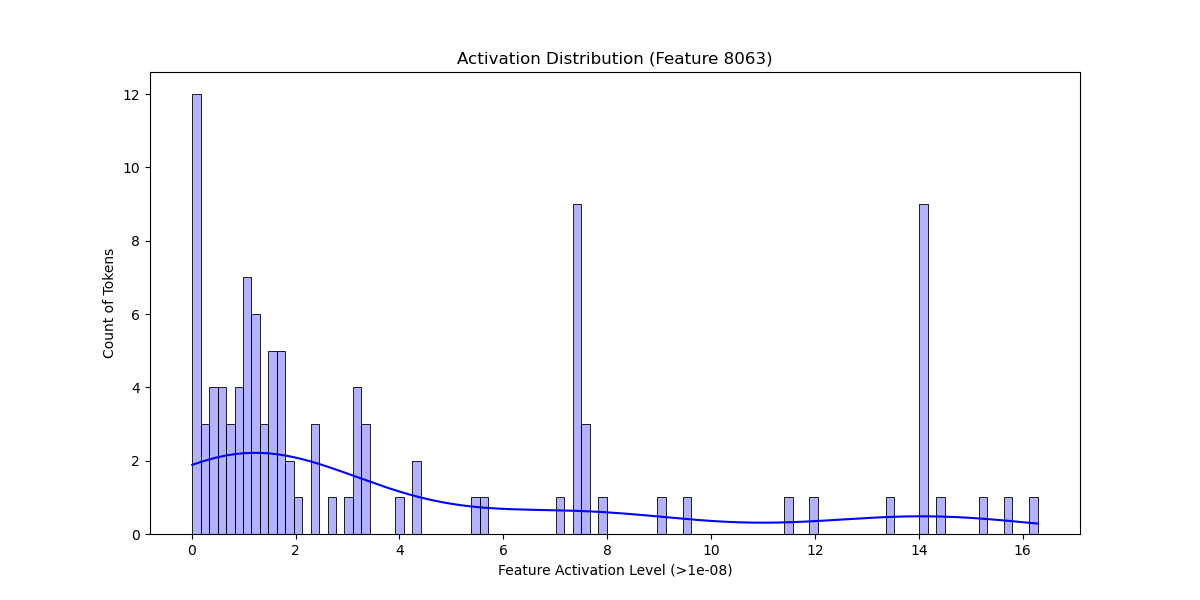 Activation Distribution (Feature 8063)
12
10
8
6
4
2
0
Count of Tokens
0 2 4 6 8 10 12 14 16
Feature Activation Level (>1e-08)